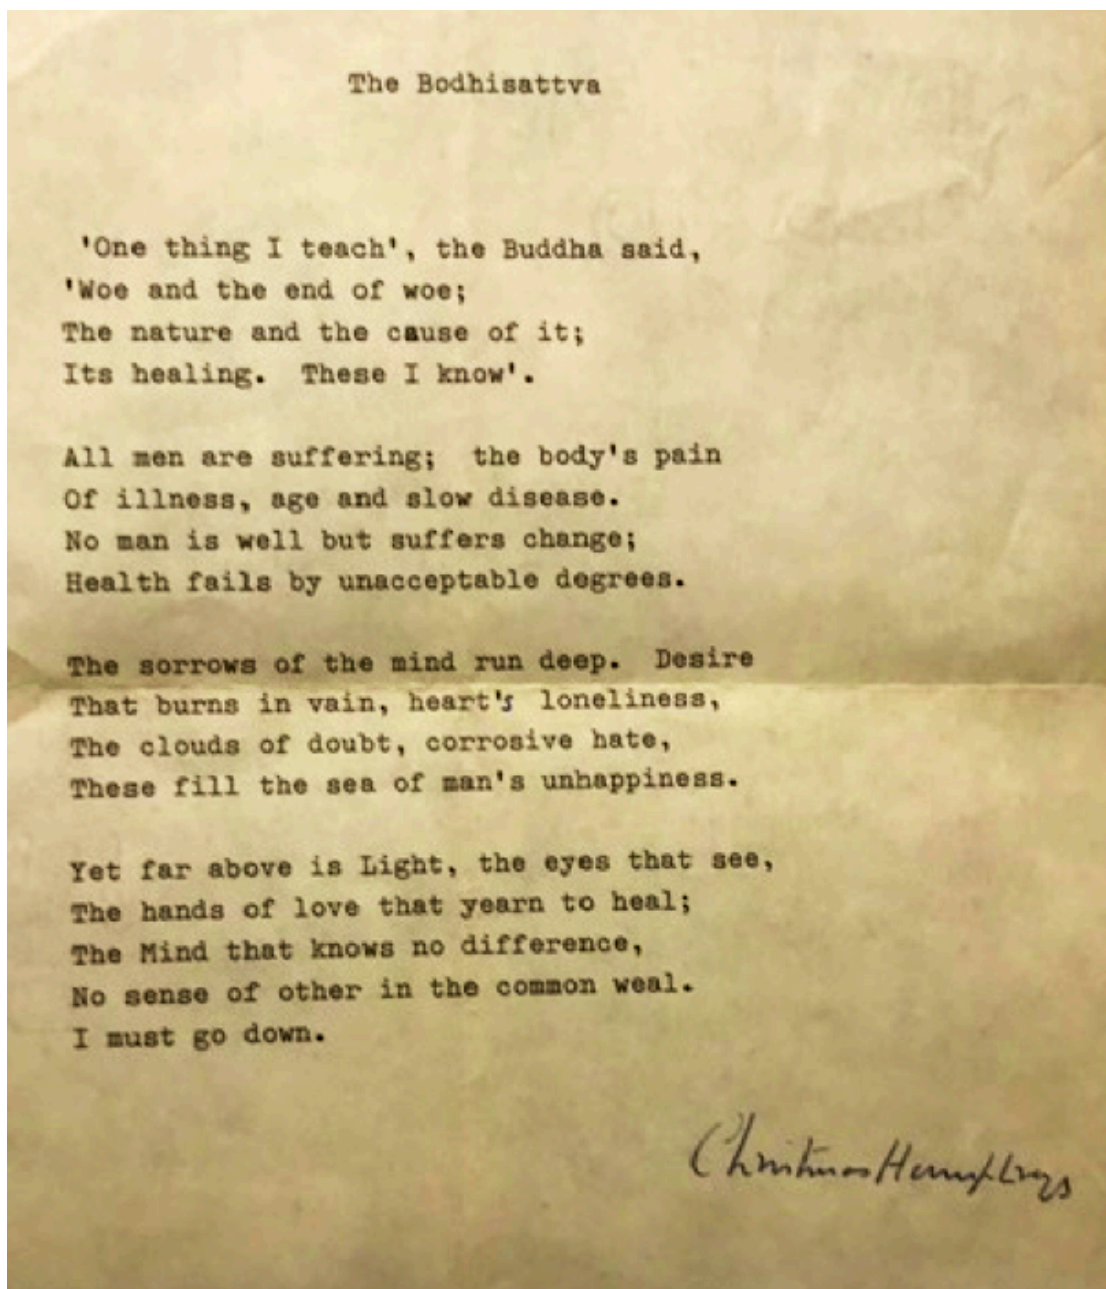 The Bodhisattva
'One thing I teach', the Buddha said,
'Woe and the end of woe;
The nature and the cause of it;
Its healing.  These I know'.
All men are suffering;  the body's pain
Of illness, age and slow disease.
No man is well but suffers change;
Health fails by unacceptable degrees.
The sorrows of the mind run deep.  Desire
That burns in vain, heart's loneliness,
The clouds of doubt, corrosive hate,
These fill the sea of man's unhappiness.
Yet far above is Light, the eyes that see,
The hands of love that yearn to heal;
The Mind that knows no difference,
No sense of other in the common weal.
I must go down.
Christmas Humphreys